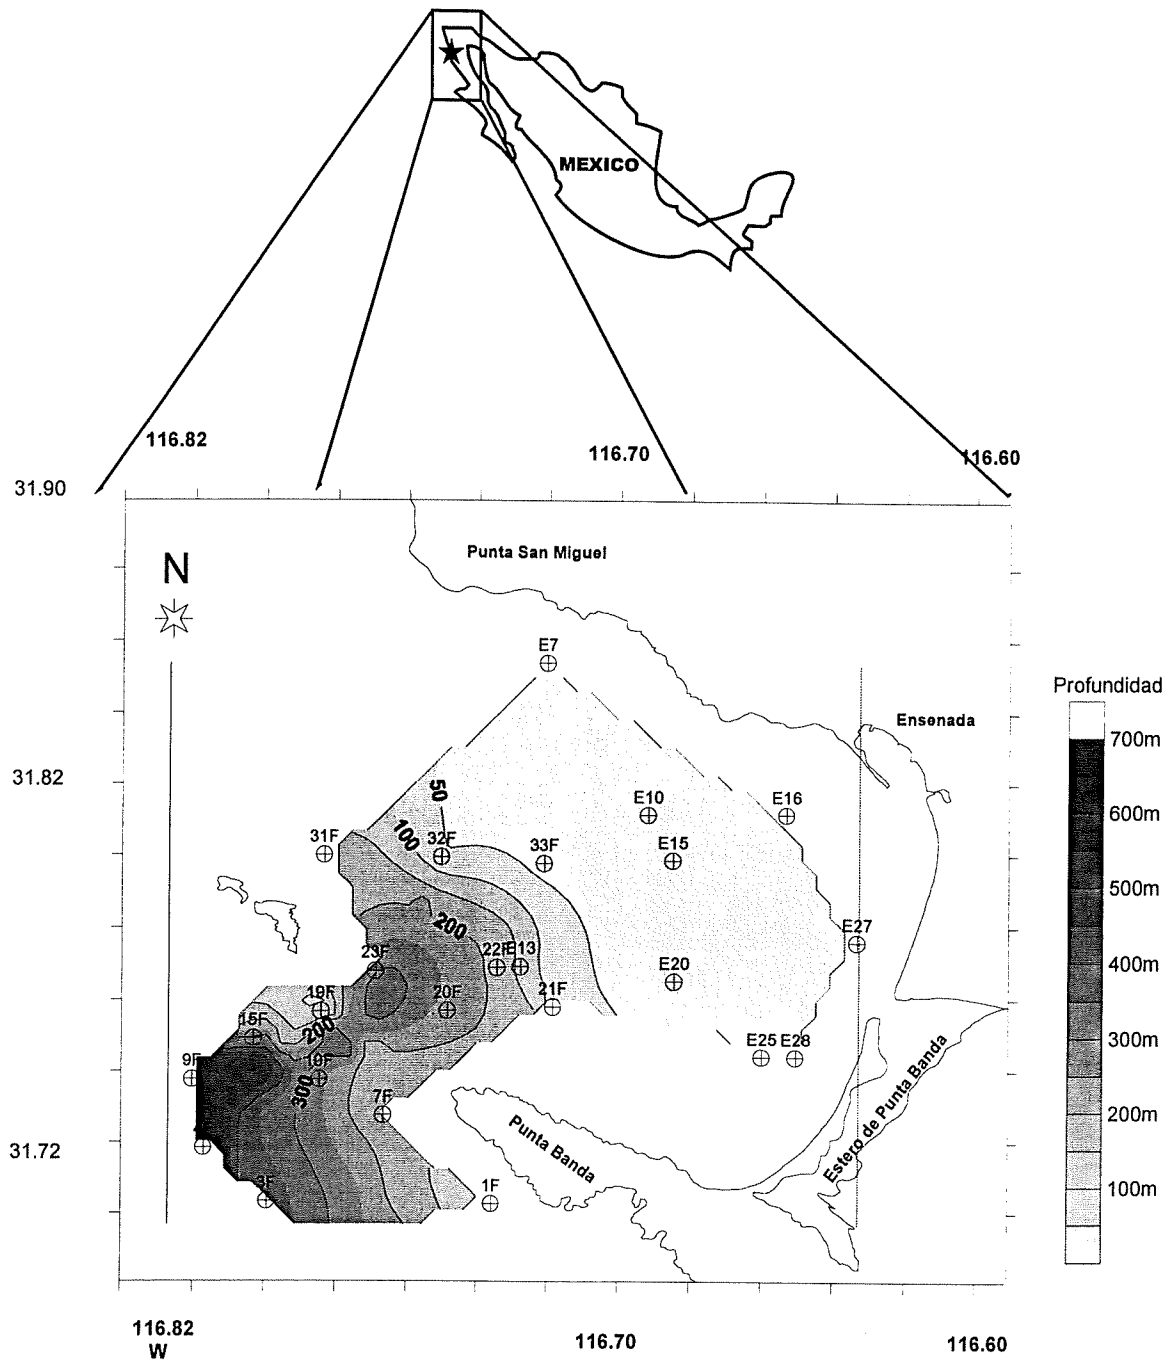 MEXICO
116.82
116.70
116.60
31.90
Punta San Miguel
N
E7
Profundidad
Ensenada
700m
31.82
50
E10
E16
600m
100
31F
32F
33F
E15
500m
200
E27
23F
22F
E13
400m
E20
19F
20F
21F
15F
200
300m
E25
E28
9F
19F
300
7F
200m
31.72
Punta Banda
Estero de Punta Banda
3F
1F
100m
116.82
W
116.70
116.60